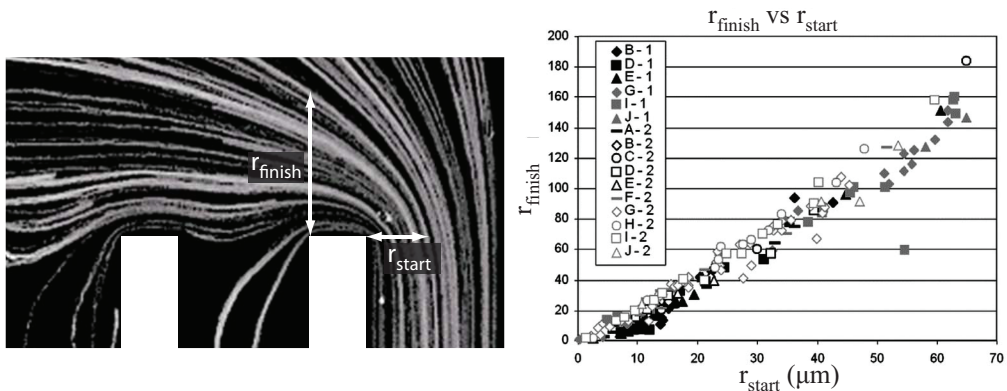 r_finish
r_start
r_finish vs r_start
r_finish
200
180
160
140
120
100
80
60
40
20
0
B-1
D-1
E-1
G-1
I-1
J-1
A-2
B-2
C-2
D-2
E-2
F-2
G-2
H-2
I-2
J-2
0 10 20 30 40 50 60 70
r_start (μm)